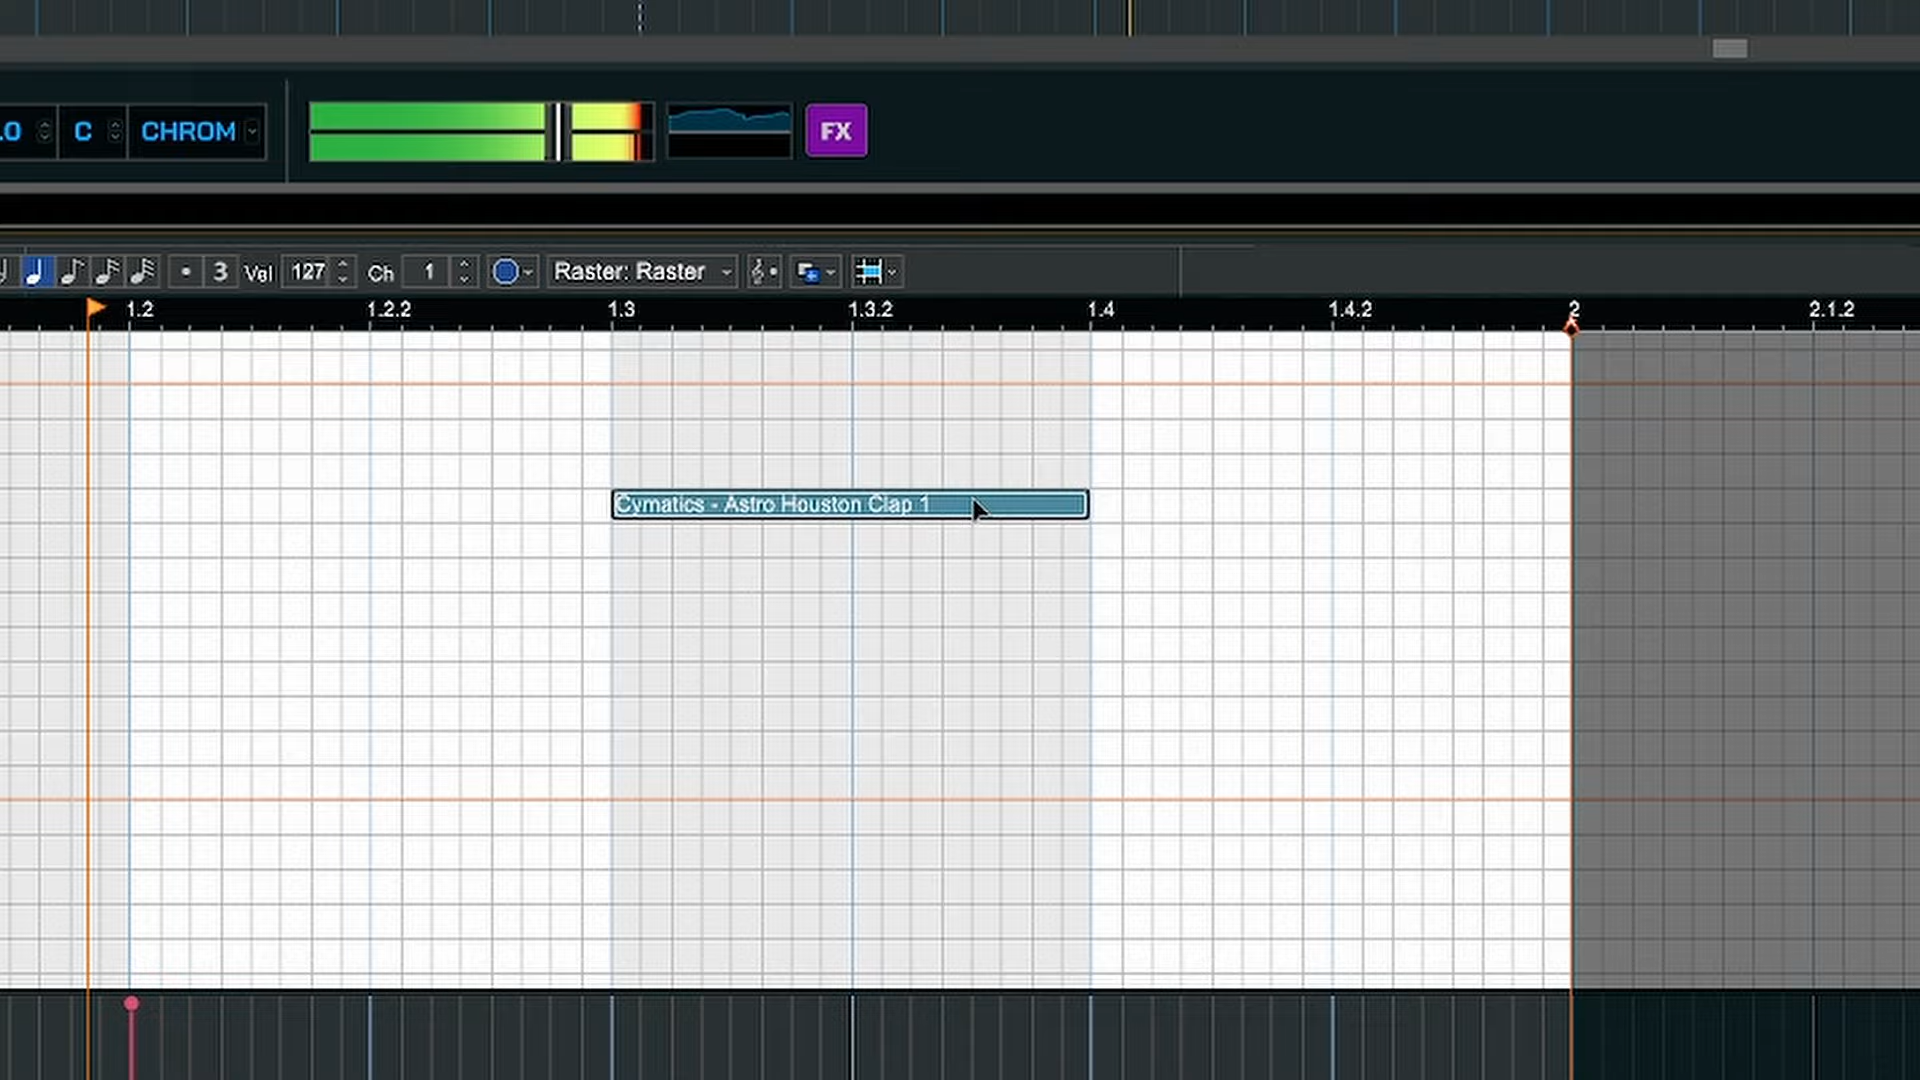 .0 C CHROM FX
3 Vel 127 Ch 1 Raster: Raster
1.2 1.2.2 1.3 1.3.2 1.4 1.4.2 2 2.1.2
Cymatics - Astro Houston Clap 1